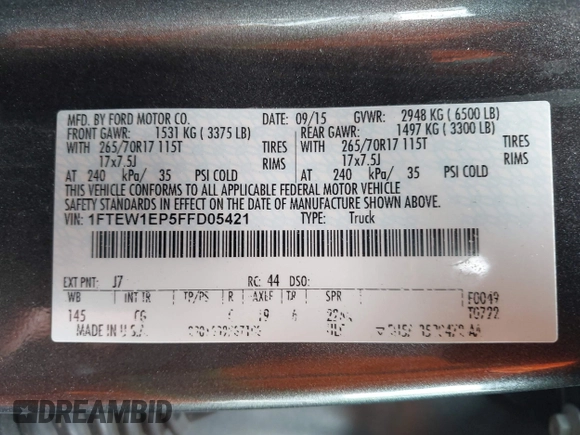 MFD. BY FORD MOTOR CO.
DATE: 09/15 GVWR: 2948 KG ( 6500 LB)
FRONT GAWR: 1531 KG ( 3375 LB)
REAR GAWR: 1497 KG ( 3300 LB)
WITH 265/70R17 115T TIRES
WITH 265/70R17 115T TIRES
17x7.5J RIMS
17x7.5J RIMS
AT 240 kPa/ 35 PSI COLD
AT 240 kPa/ 35 PSI COLD
THIS VEHICLE CONFORMS TO ALL APPLICABLE FEDERAL MOTOR VEHICLE
SAFETY STANDARDS IN EFFECT ON THE DATE OF MANUFACTURE SHOWN ABOVE.
VIN: 1FTEW1EP5FFD05421 TYPE: Truck
EXT PNT: J7 RC: 44 DSO:
WB INT TR TP/PS R AXLE TR SPR F0049
145 19 6 T0722
MADE IN U.S.A.
DREAMBID